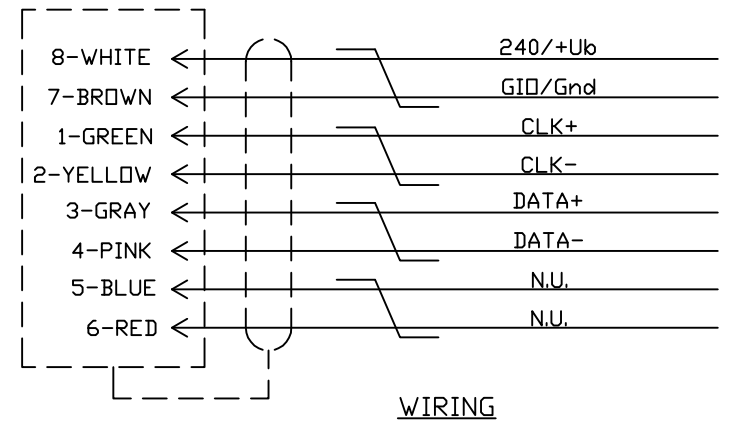 8-WHITE 240/+Ub
7-BROWN GIO/Gnd
1-GREEN CLK+
2-YELLOW CLK-
3-GRAY DATA+
4-PINK DATA-
5-BLUE N.U.
6-RED N.U.
WIRING